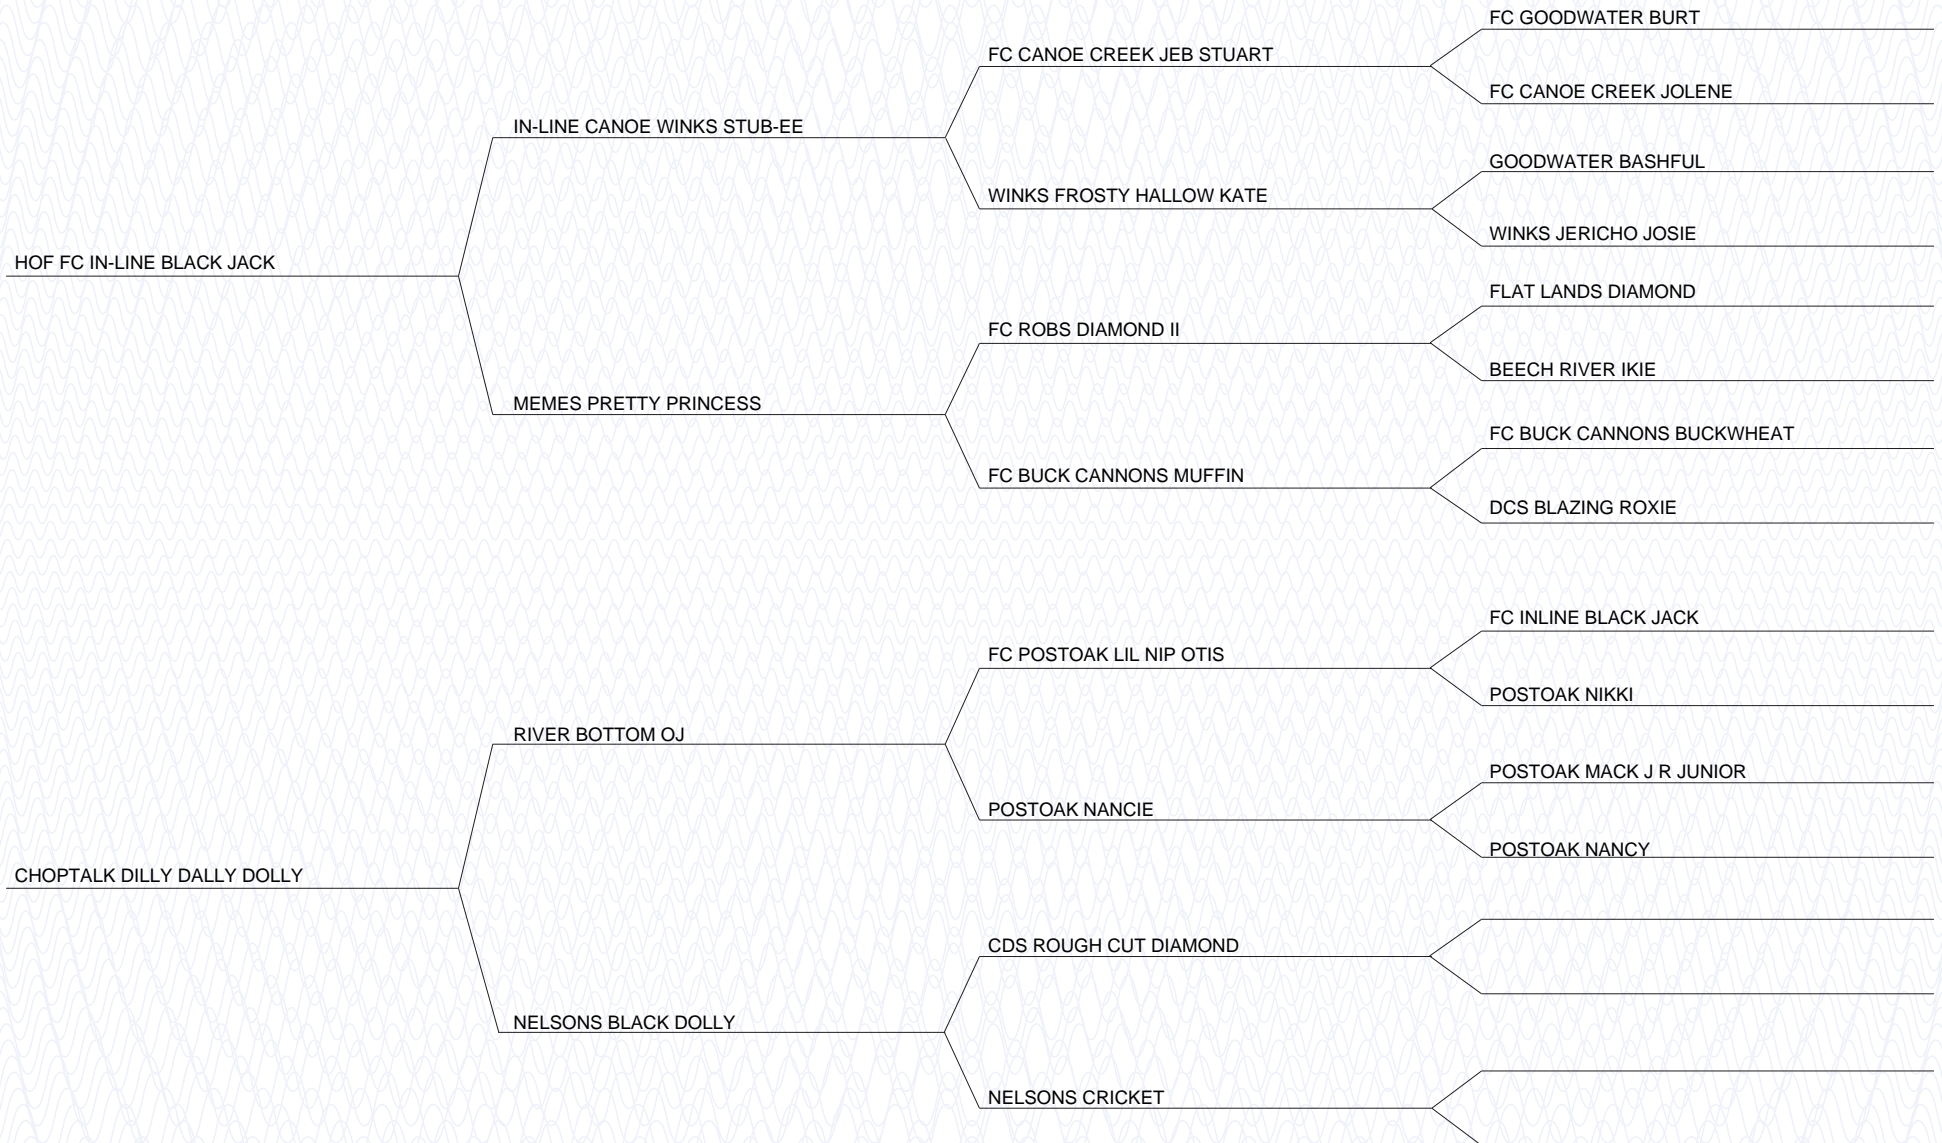 FC GOODWATER BURT
FC CANOE CREEK JEB STUART
FC CANOE CREEK JOLENE
IN-LINE CANOE WINKS STUB-EE
GOODWATER BASHFUL
WINKS FROSTY HALLOW KATE
WINKS JERICHO JOSIE
HOF FC IN-LINE BLACK JACK
FLAT LANDS DIAMOND
FC ROBS DIAMOND II
BEECH RIVER IKIE
MEMES PRETTY PRINCESS
FC BUCK CANNONS BUCKWHEAT
FC BUCK CANNONS MUFFIN
DCS BLAZING ROXIE
FC INLINE BLACK JACK
FC POSTOAK LIL NIP OTIS
POSTOAK NIKKI
RIVER BOTTOM OJ
POSTOAK MACK J R JUNIOR
POSTOAK NANCIE
POSTOAK NANCY
CHOPTALK DILLY DALLY DOLLY
CDS ROUGH CUT DIAMOND
NELSONS BLACK DOLLY
NELSONS CRICKET